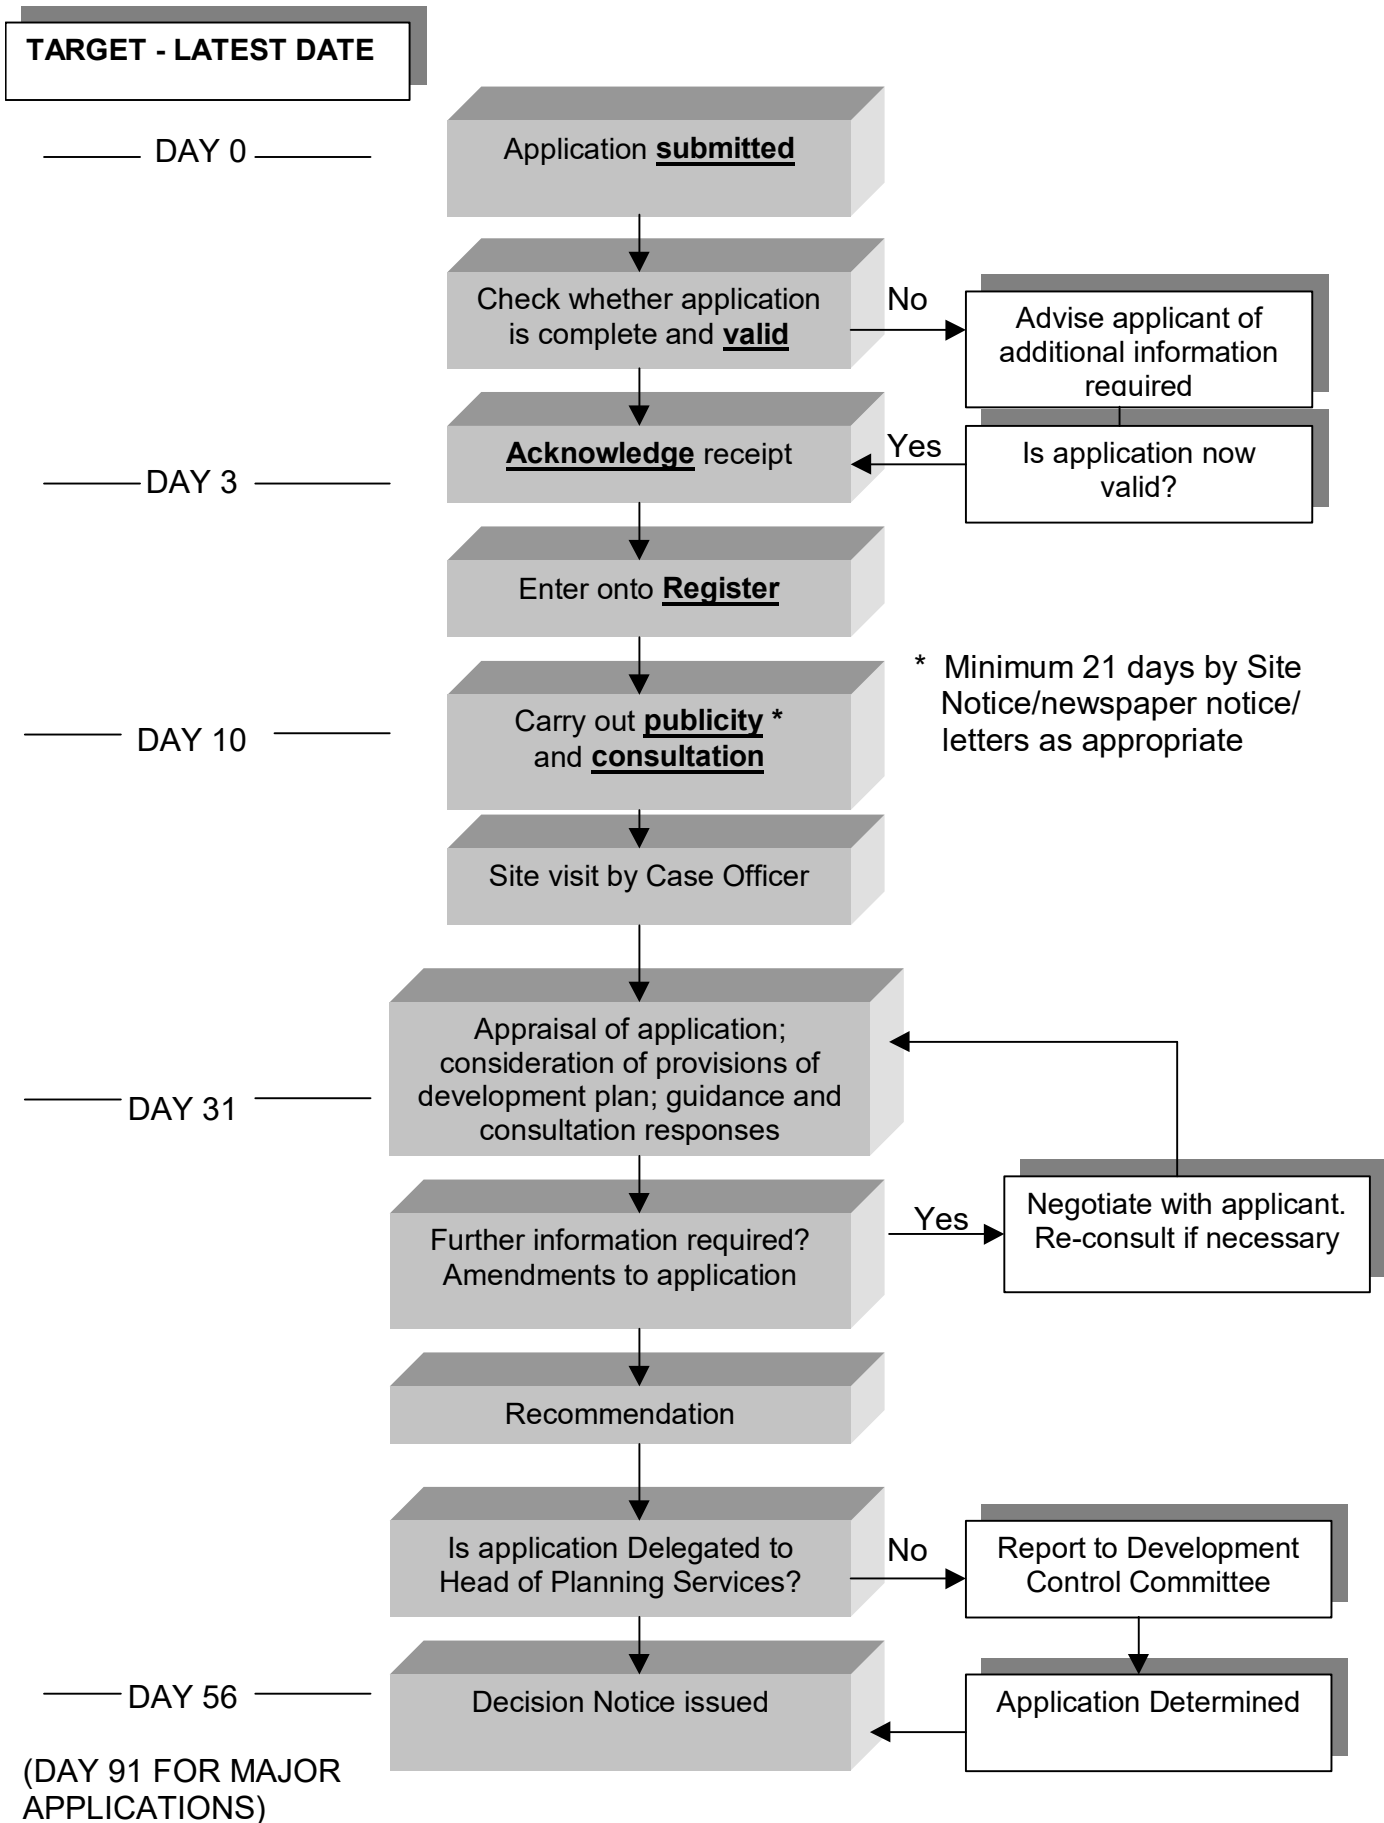 TARGET - LATEST DATE
DAY 0
Application submitted
Check whether application
is complete and valid
No
Advise applicant of
additional information
required
Acknowledge receipt
Yes
Is application now
valid?
DAY 3
Enter onto Register
Carry out publicity *
and consultation
* Minimum 21 days by Site
Notice/newspaper notice/
letters as appropriate
DAY 10
Site visit by Case Officer
Appraisal of application;
consideration of provisions of
development plan; guidance and
consultation responses
DAY 31
Further information required?
Amendments to application
Yes
Negotiate with applicant.
Re-consult if necessary
Recommendation
Is application Delegated to
Head of Planning Services?
No
Report to Development
Control Committee
DAY 56
Decision Notice issued
Application Determined
(DAY 91 FOR MAJOR
APPLICATIONS)